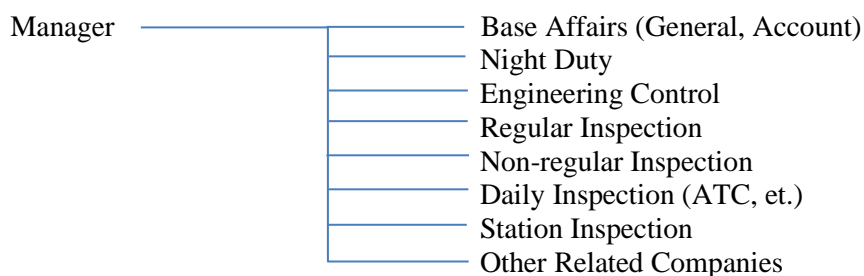 Manager
Base Affairs (General, Account)
Night Duty
Engineering Control
Regular Inspection
Non-regular Inspection
Daily Inspection (ATC, et.)
Station Inspection
Other Related Companies